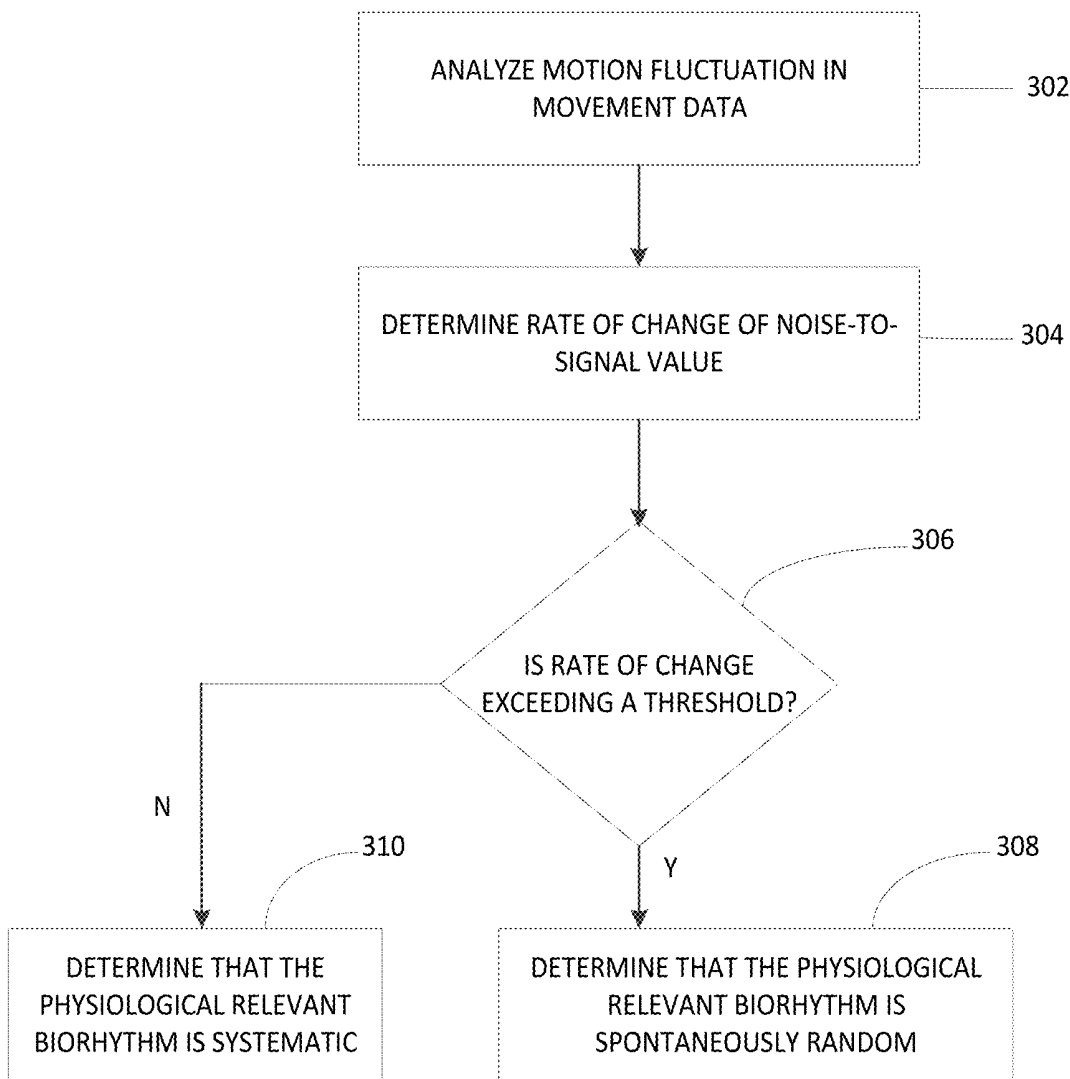 ANALYZE MOTION FLUCTUATION IN
MOVEMENT DATA
302
DETERMINE RATE OF CHANGE OF NOISE-TO-
SIGNAL VALUE
304
306
IS RATE OF CHANGE
EXCEEDING A THRESHOLD?
N
Y
310
308
DETERMINE THAT THE
PHYSIOLOGICAL RELEVANT
BIORHYTHM IS SYSTEMATIC
DETERMINE THAT THE PHYSIOLOGICAL
RELEVANT BIORHYTHM IS
SPONTANEOUSLY RANDOM